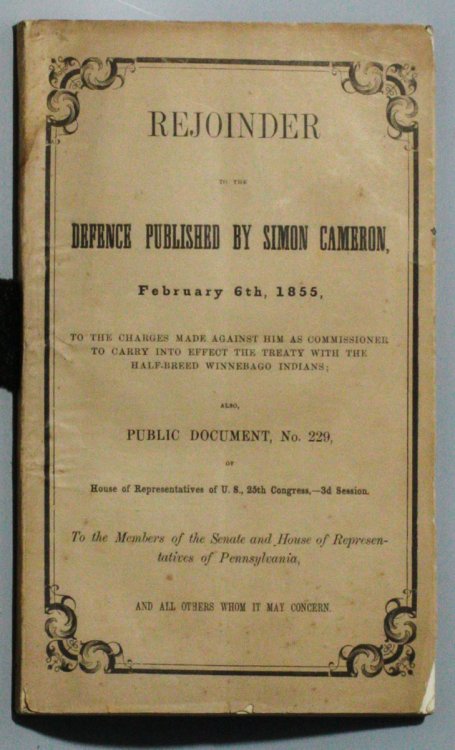 REJOINDER
TO THE
DEFENCE PUBLISHED BY SIMON CAMERON,
February 6th, 1855,
TO THE CHARGES MADE AGAINST HIM AS COMMISSIONER
TO CARRY INTO EFFECT THE TREATY WITH THE
HALF-BREED WINNEBAGO INDIANS;
ALSO,
PUBLIC DOCUMENT, No. 229,
OF
House of Representatives of U. S., 25th Congress,—3d Session.
To the Members of the Senate and House of Represen-
tatives of Pennsylvania,
AND ALL OTHERS WHOM IT MAY CONCERN.